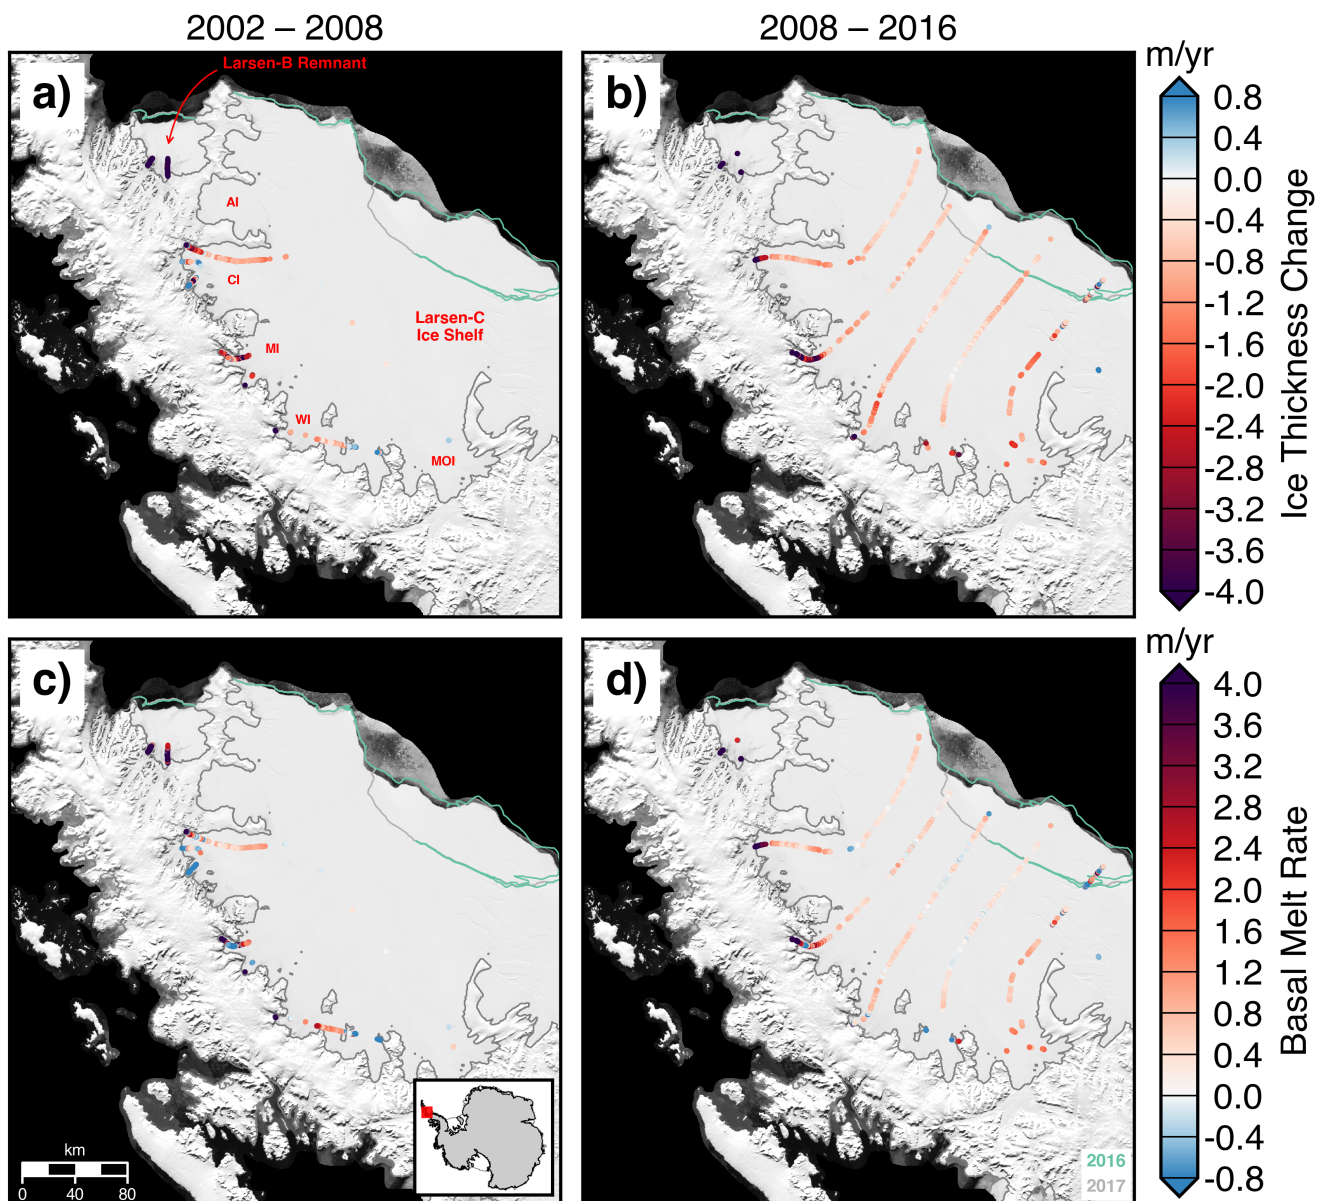 2002 – 2008
2008 – 2016
a)
Larsen-B Remnant
AI
CI
Larsen-C
Ice Shelf
MI
WI
MOI
b)
m/yr
0.8
0.4
0.0
-0.4
-0.8
-1.2
-1.6
-2.0
-2.4
-2.8
-3.2
-3.6
-4.0
Ice Thickness Change
c)
km
0 40 80
d)
2016
2017
m/yr
4.0
3.6
3.2
2.8
2.4
2.0
1.6
1.2
0.8
0.4
0.0
-0.4
-0.8
Basal Melt Rate